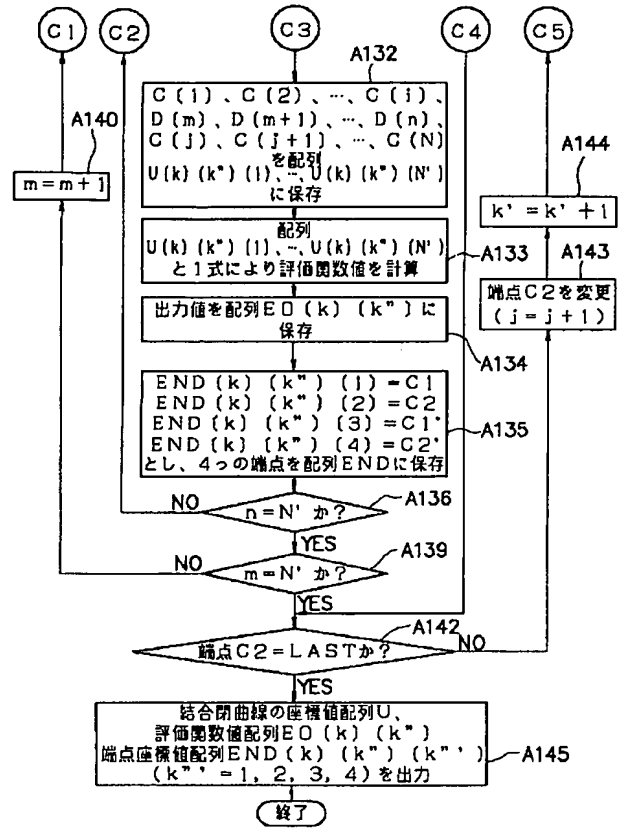 C1
C2
C3
C4
C5
A132
C(1)、C(2)、…、C(i)、
D(m)、D(m+1)、…、D(n)、
C(j)、C(j+1)、…、C(N)
を配列
U(k)(k")(1)、…、U(k)(k")(N')
に保存
A140
m=m+1
A144
k'=k'+1
配列
U(k)(k")(1)、…、U(k)(k")(N')
と1式により評価関数値を計算
A133
A143
端点C2を変更
(j=j+1)
出力値を配列EO(k)(k")に
保存
A134
END(k)(k")(1)=C1
END(k)(k")(2)=C2
END(k)(k")(3)=C1'
END(k)(k")(4)=C2'
とし、4つの端点を配列ENDに保存
A135
NO
n=N'か?
A136
YES
NO
m=N'か?
A139
YES
端点C2=LASTか?
A142
NO
YES
結合閉曲線の座標値配列U、
評価関数値配列EO(k)(k")
端点座標値配列END(k)(k")(k"')
(k"'=1,2,3,4)を出力
A145
終了